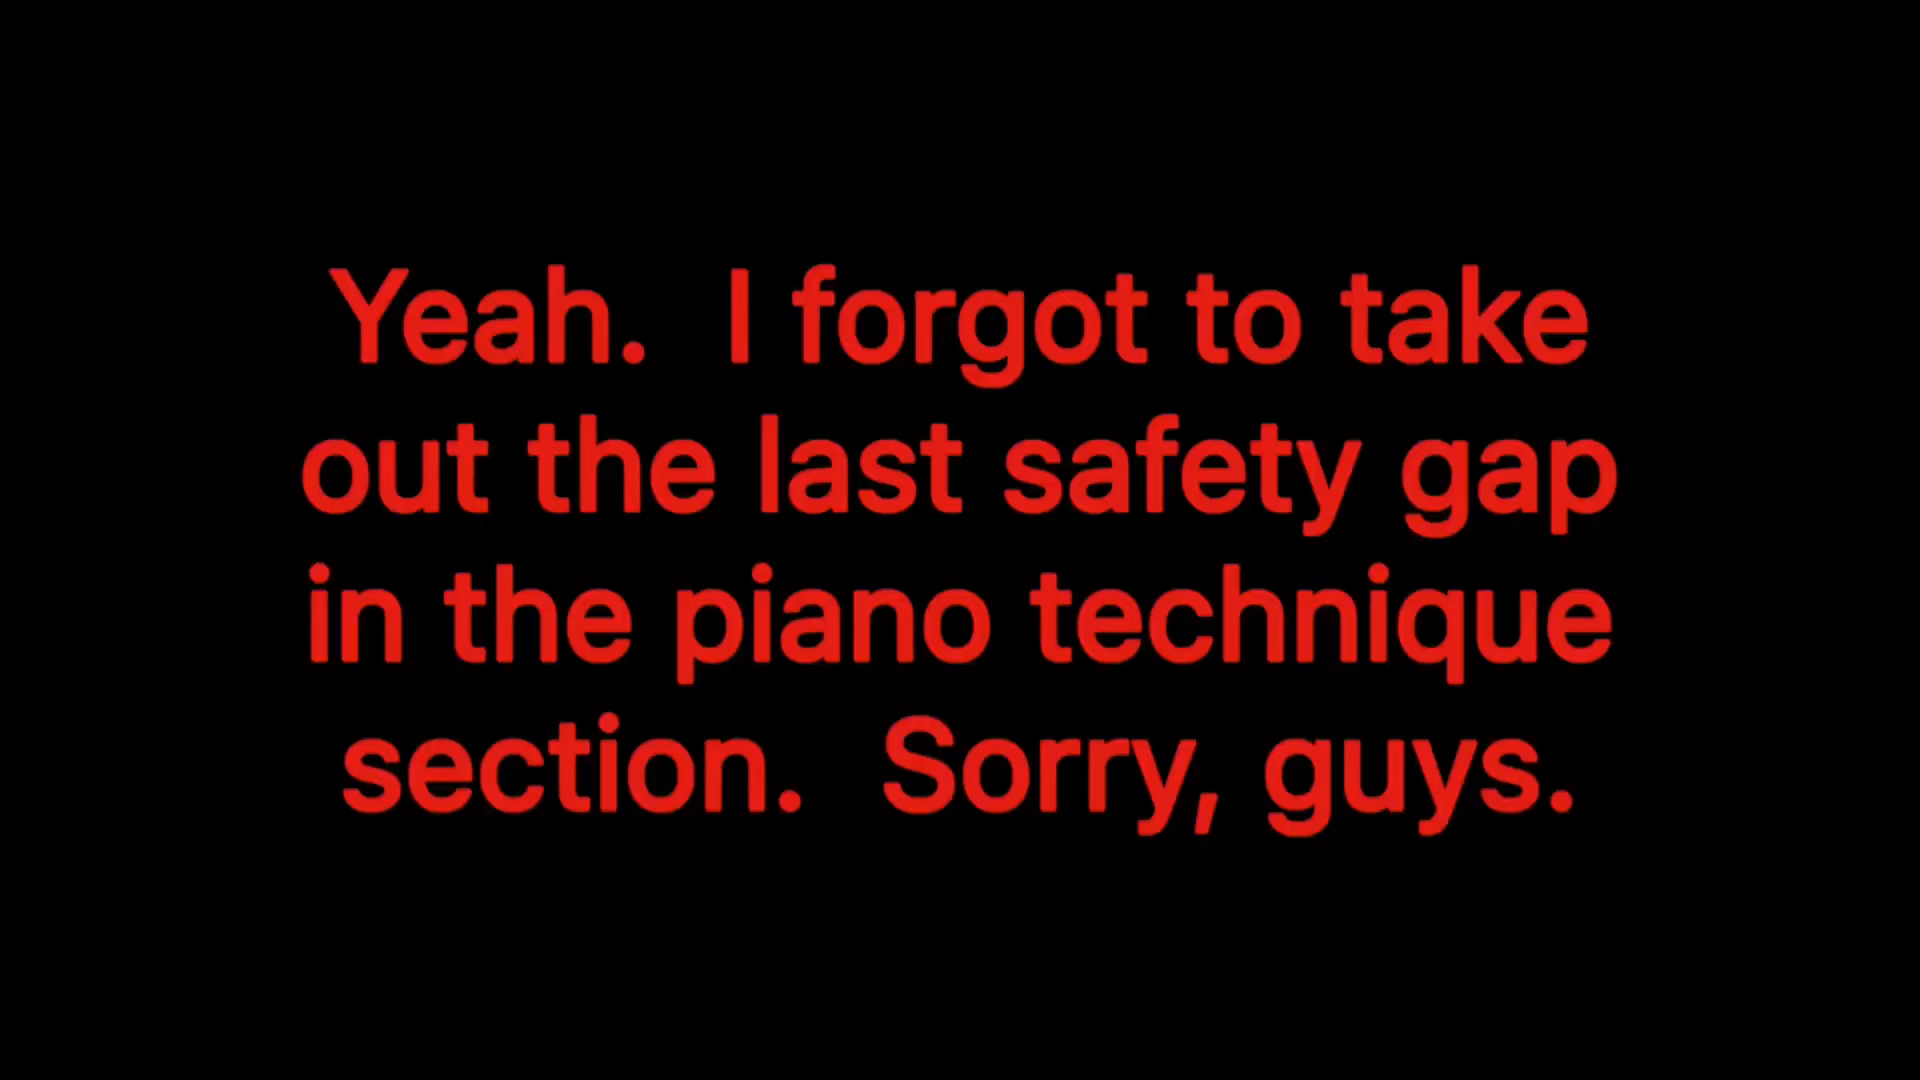 Yeah.  I forgot to take
out the last safety gap
in the piano technique
section.  Sorry, guys.